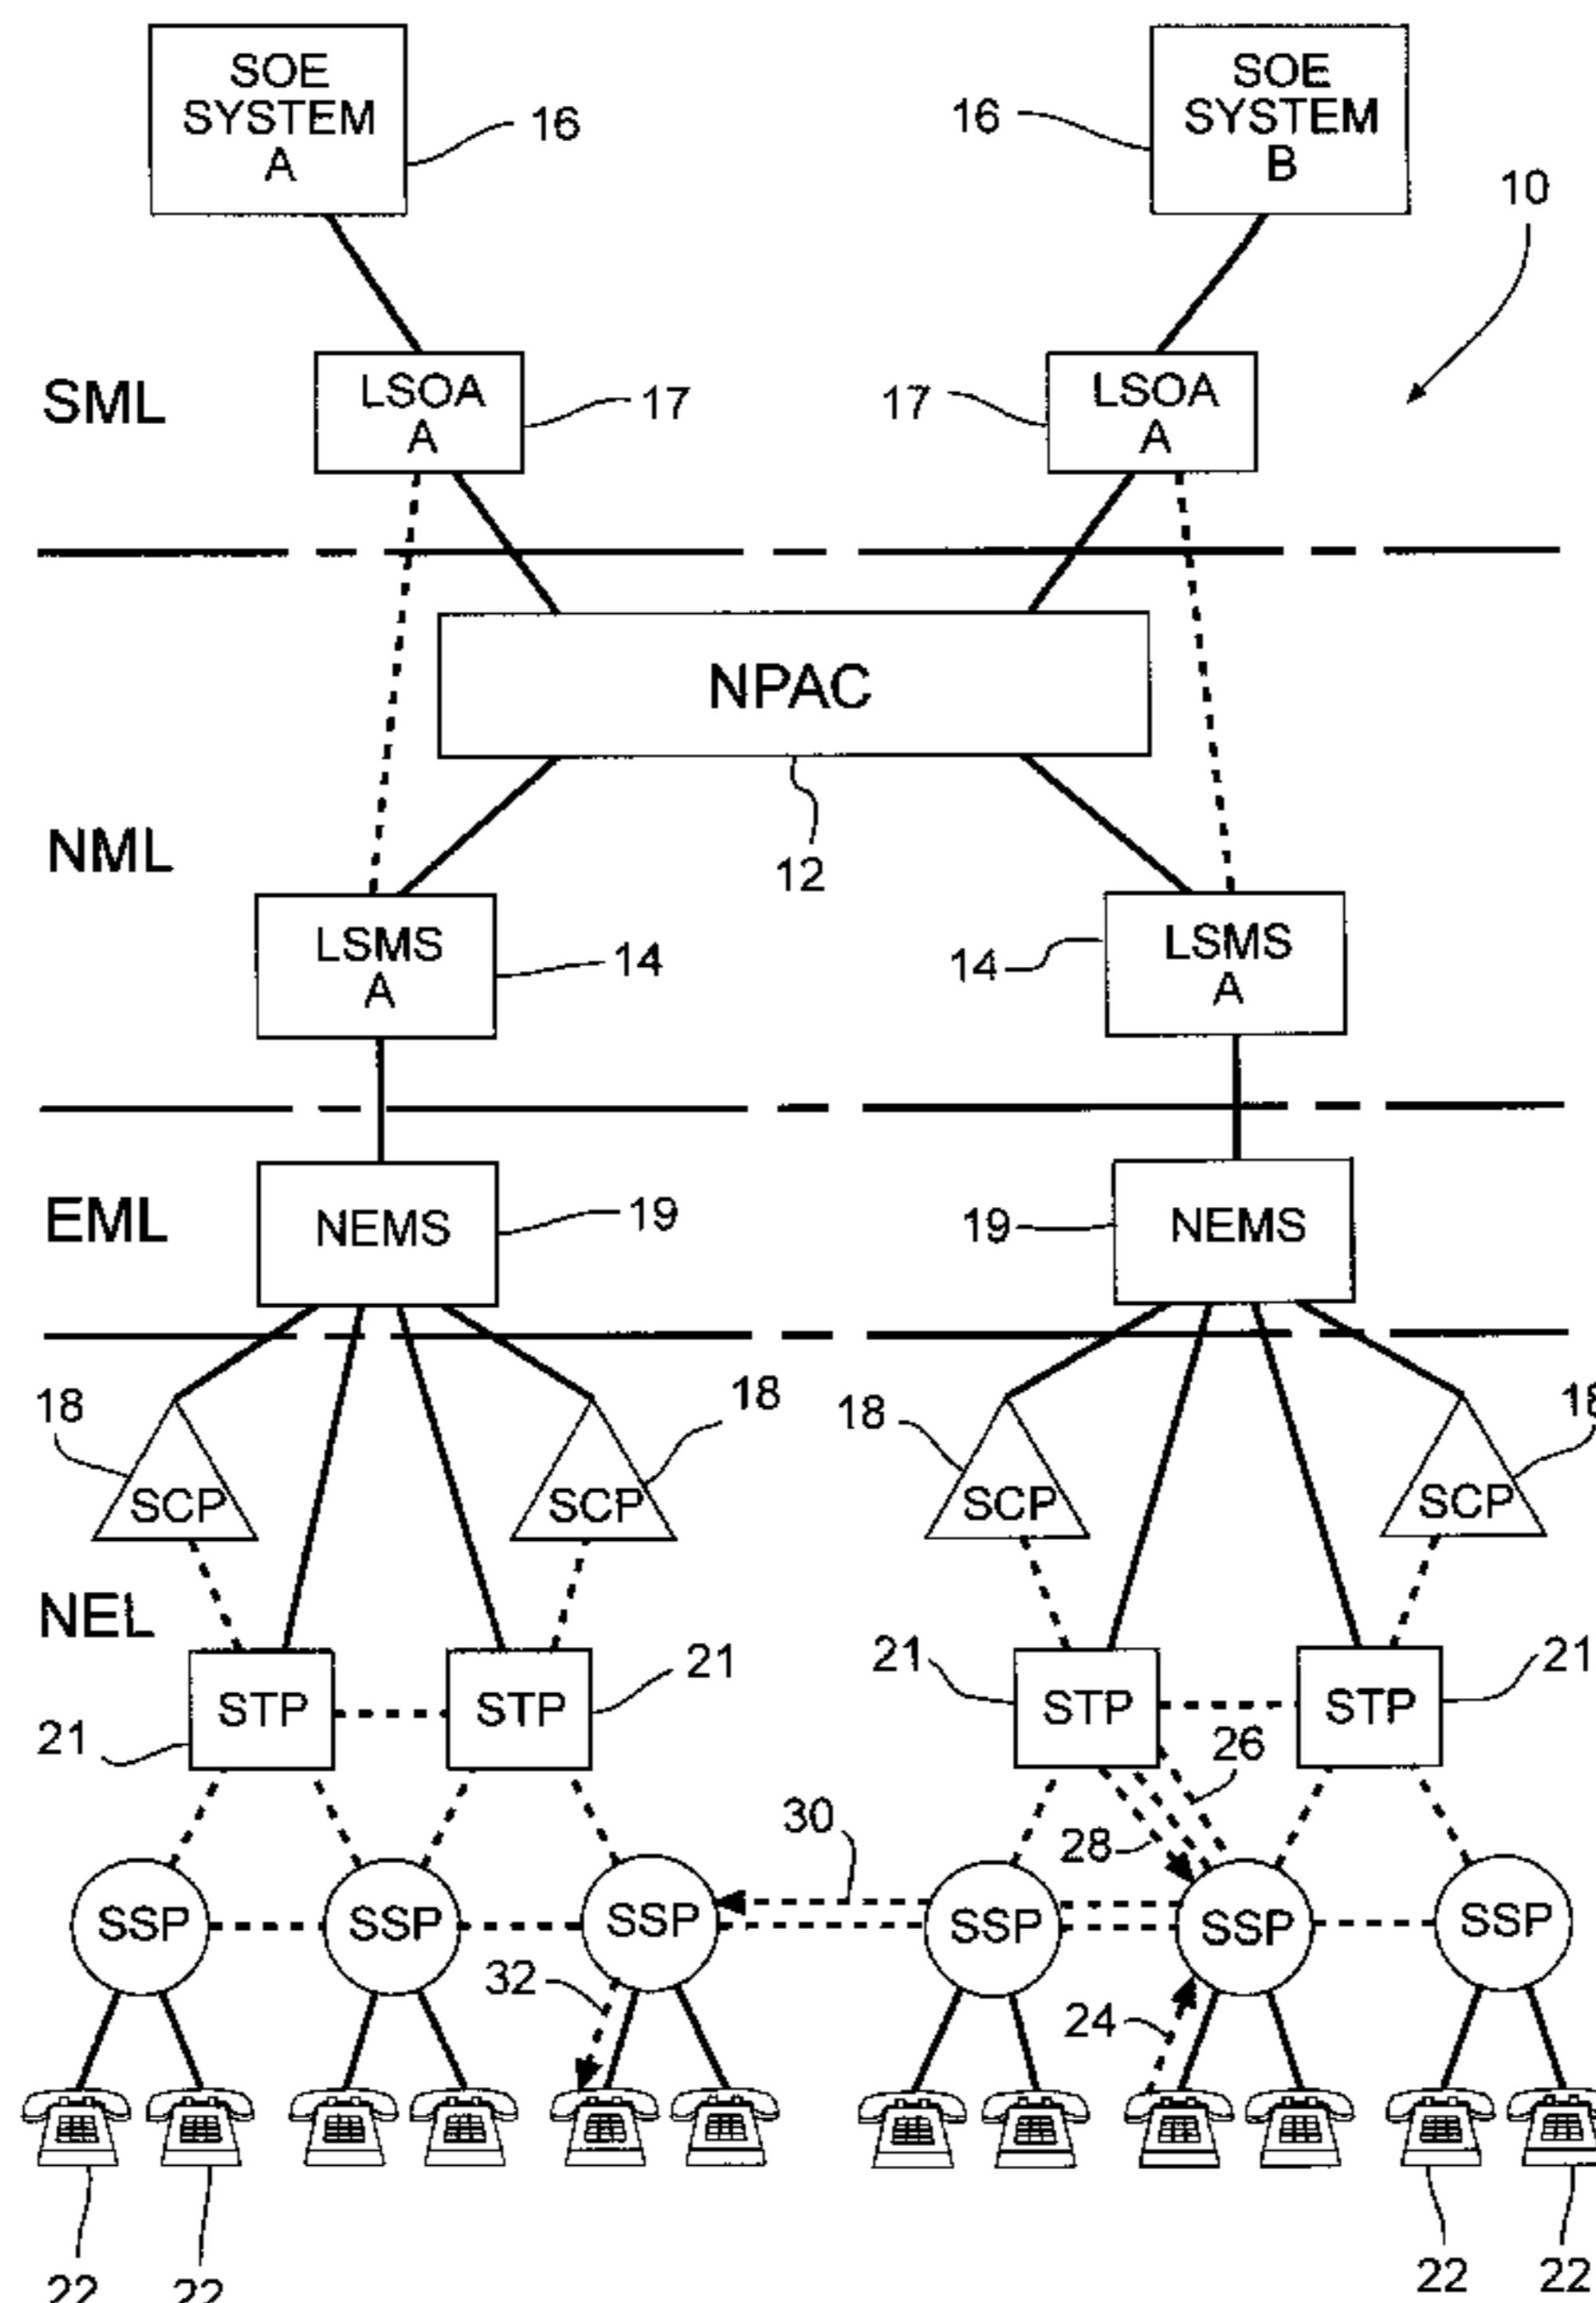 SOE
SYSTEM
A
16
16
SOE
SYSTEM
B
10
SML
LSOA
A
17
17
LSOA
A
NPAC
12
NML
LSMS
A
14
14
LSMS
A
EML
NEMS
19
19
NEMS
18
18
18
18
SCP
SCP
SCP
SCP
NEL
21
21
21
21
STP
STP
STP
STP
26
28
30
SSP
SSP
SSP
SSP
SSP
SSP
32
24
22
22
22
22